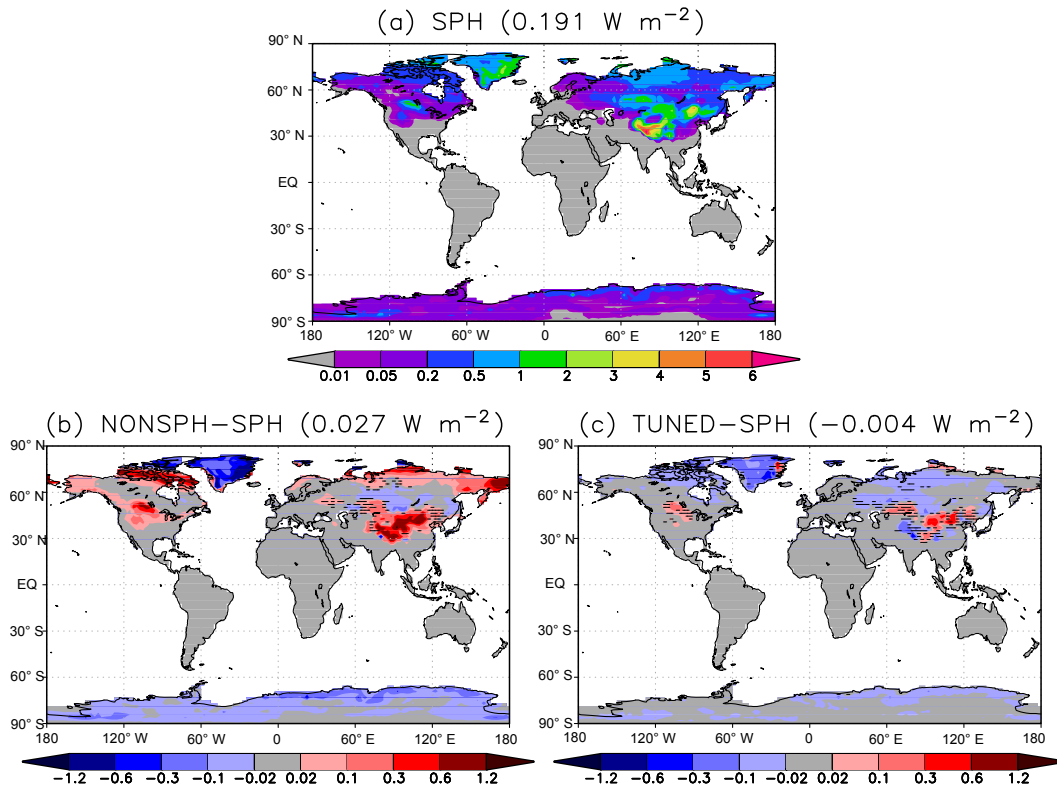 (a) SPH (0.191 W m⁻²)
90° N
60° N
30° N
EQ
30° S
60° S
90° S
180 120° W 60° W 0 60° E 120° E 180
0.01 0.05 0.2 0.5 1 2 3 4 5 6
(b) NONSPH−SPH (0.027 W m⁻²)
90° N
60° N
30° N
EQ
30° S
60° S
90° S
180 120° W 60° W 0 60° E 120° E 180
−1.2 −0.6 −0.3 −0.1 −0.02 0.02 0.1 0.3 0.6 1.2
(c) TUNED−SPH (−0.004 W m⁻²)
90° N
60° N
30° N
EQ
30° S
60° S
90° S
180 120° W 60° W 0 60° E 120° E 180
−1.2 −0.6 −0.3 −0.1 −0.02 0.02 0.1 0.3 0.6 1.2